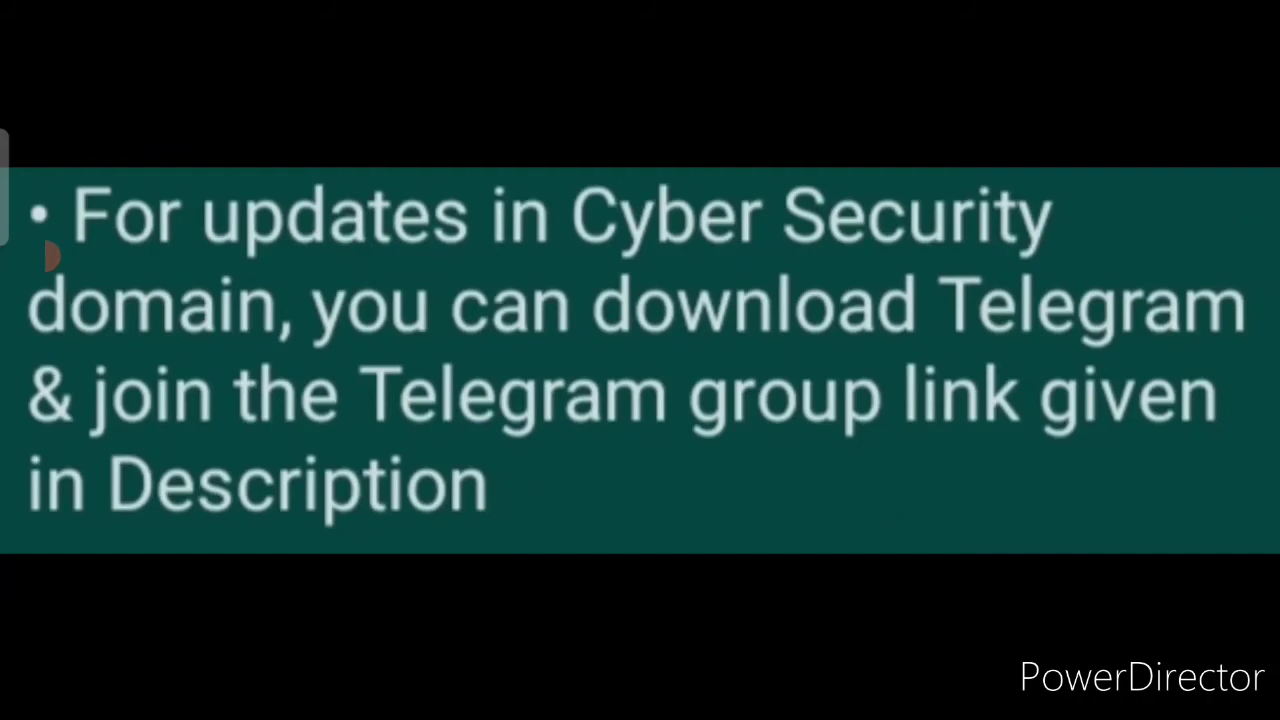 • For updates in Cyber Security
domain, you can download Telegram
& join the Telegram group link given
in Description
PowerDirector